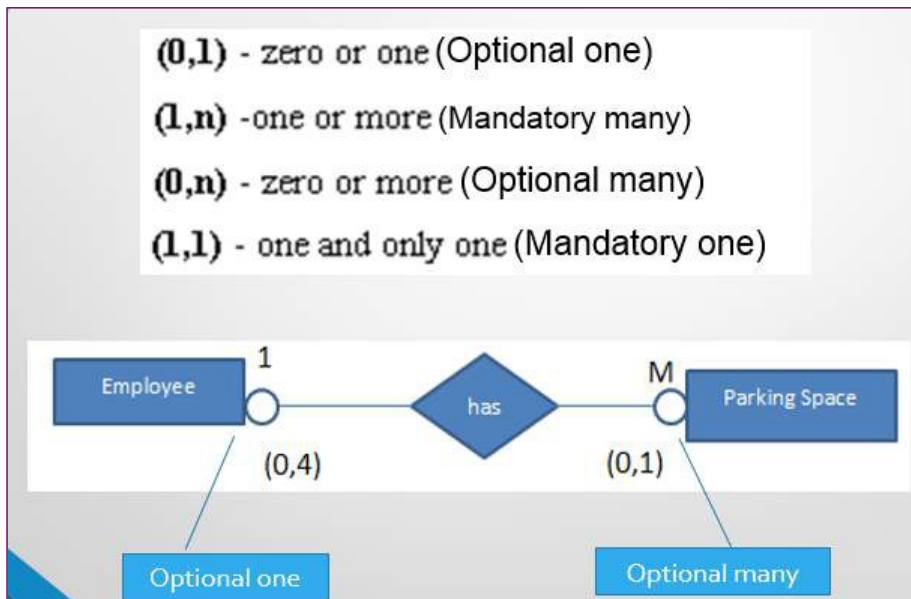 (0,1) - zero or one (Optional one)
(1,n) -one or more (Mandatory many)
(0,n) - zero or more (Optional many)
(1,1) - one and only one (Mandatory one)
1
M
Employee
has
Parking Space
(0,4)
(0,1)
Optional one
Optional many